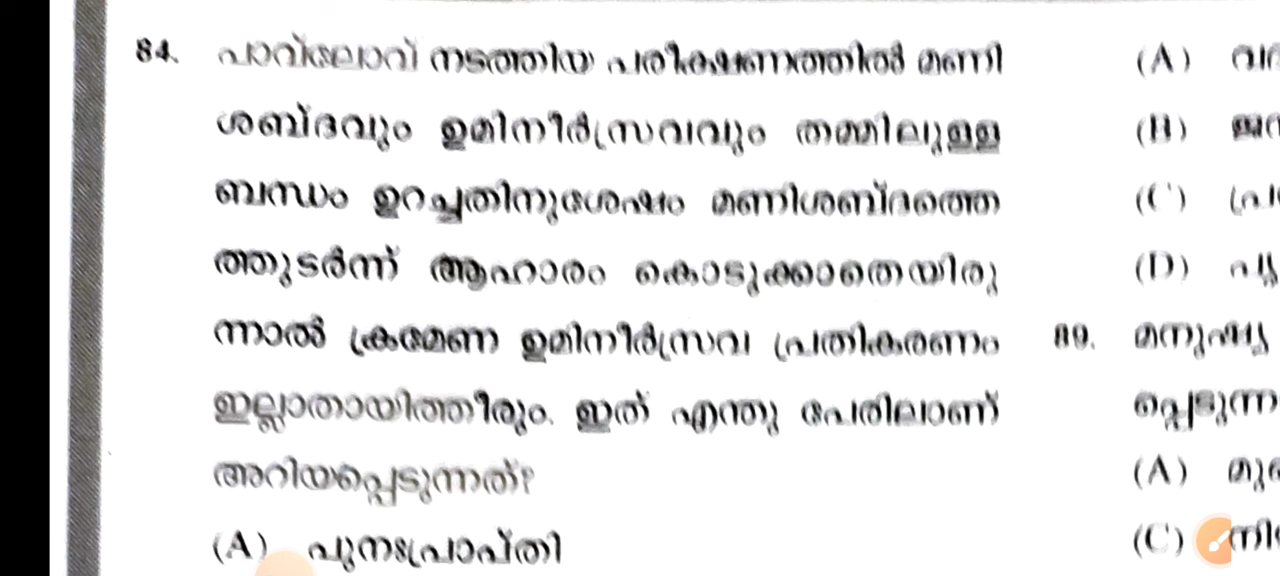 84. പാവ്‌ലോവ് നടത്തിയ പരീക്ഷണത്തിൽ മണി
ശബ്ദവും ഉമിനീർസ്രവവും തമ്മിലുള്ള
ബന്ധം ഉറച്ചതിനുശേഷം മണിശബ്ദത്തെ
ത്തുടർന്ന് ആഹാരം കൊടുക്കാതെയിരു
ന്നാൽ ക്രമേണ ഉമിനീർസ്രവ പ്രതികരണം
ഇല്ലാതായിത്തീരും. ഇത് എന്തു പേരിലാണ്
അറിയപ്പെടുന്നത്?
(A) പുനഃപ്രാപ്തി
(A)
(B)
(C)
(D)
89. മനുഷ്യ
പ്പെടുന്ന
(A)
(C)